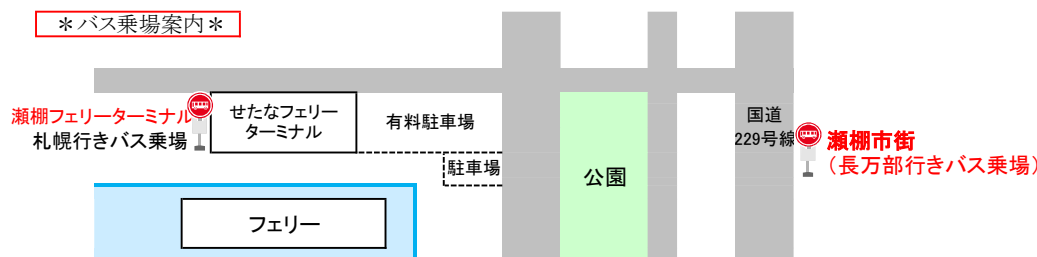 ＊バス乗場案内＊
瀬棚フェリーターミナル
札幌行きバス乗場
せたなフェリー
ターミナル
有料駐車場
駐車場
フェリー
公園
国道
229号線
瀬棚市街
（長万部行きバス乗場）